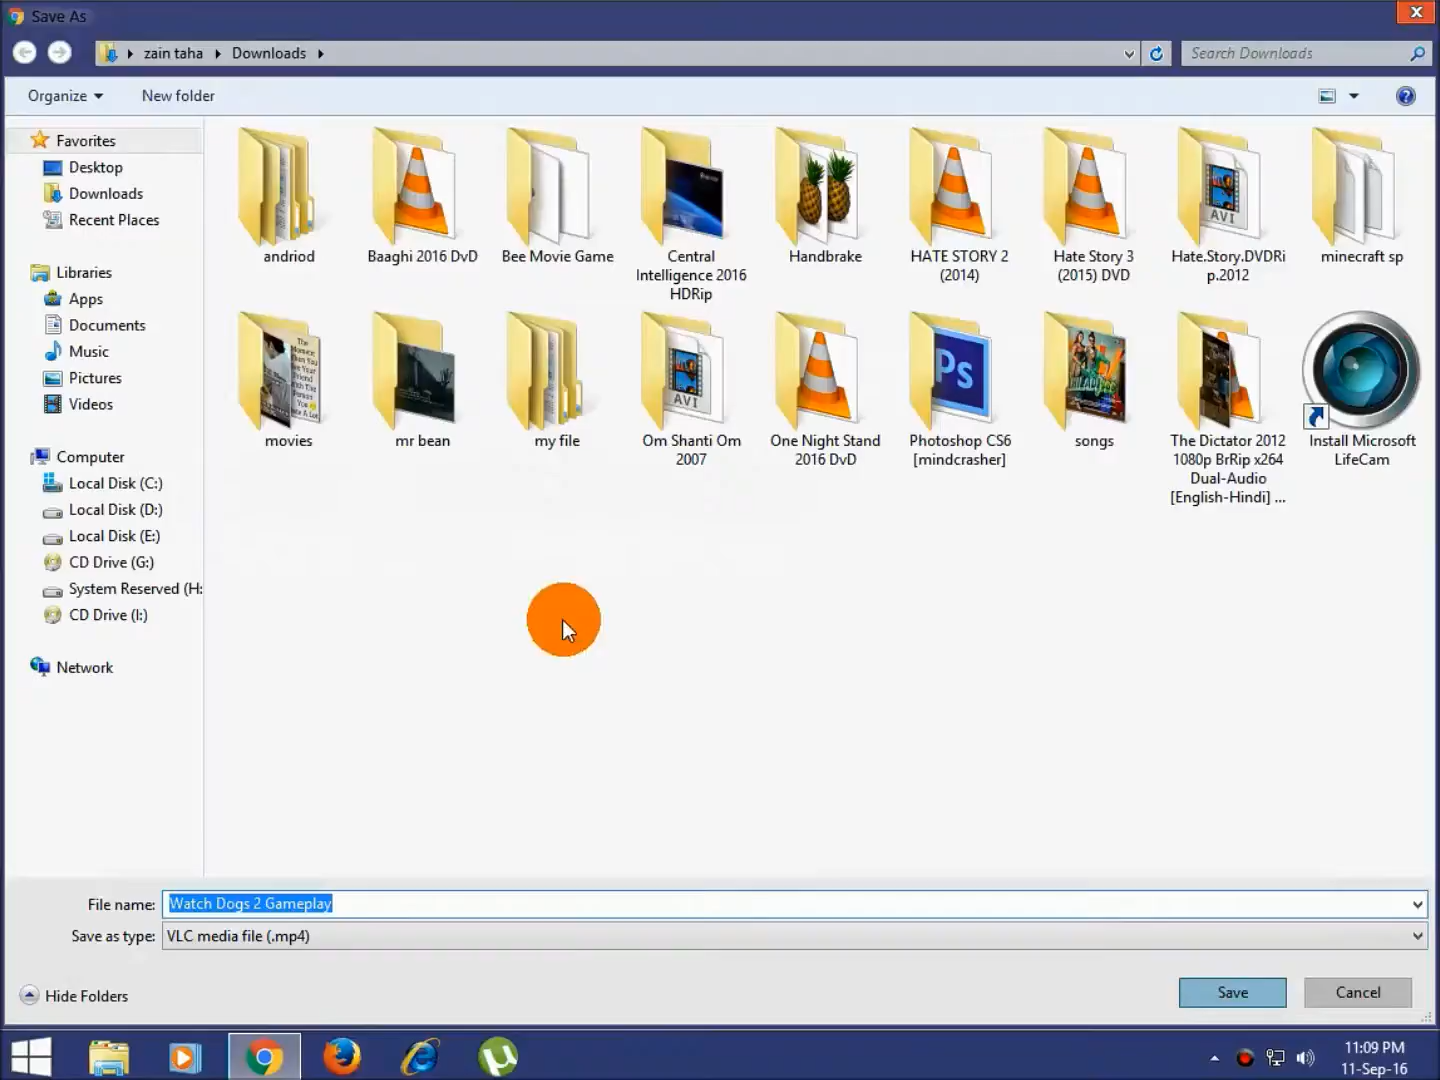 Save As
zain taha
Downloads
Search Downloads
Organize
New folder
Favorites
Desktop
Downloads
Recent Places
Libraries
Apps
Documents
Music
Pictures
Videos
Computer
Local Disk (C:)
Local Disk (D:)
Local Disk (E:)
CD Drive (G:)
System Reserved (H:
CD Drive (I:)
Network
andriod
Baaghi 2016 DvD
Bee Movie Game
Central
Intelligence 2016
HDRip
Handbrake
HATE STORY 2
(2014)
Hate Story 3
(2015) DVD
AVI
Hate.Story.DVDRi
p.2012
minecraft sp
movies
mr bean
my file
AVI
Om Shanti Om
2007
One Night Stand
2016 DvD
Ps
Photoshop CS6
[mindcrasher]
songs
The Dictator 2012
1080p BrRip x264
Dual-Audio
[English-Hindi] ...
Install Microsoft
LifeCam
File name:
Watch Dogs 2 Gameplay
Save as type:
VLC media file (.mp4)
Hide Folders
Save
Cancel
11:09 PM
11-Sep-16